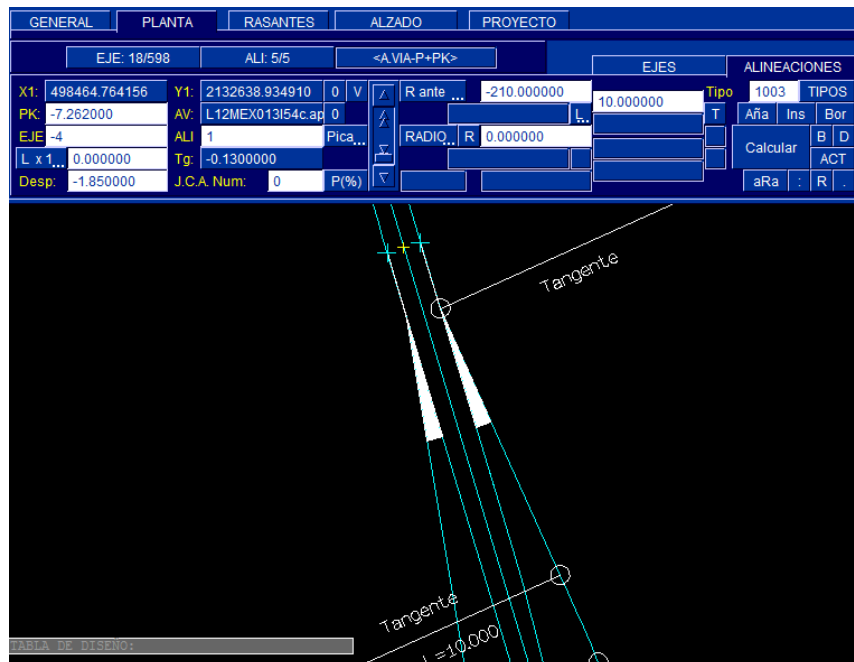 GENERAL PLANTA RASANTES ALZADO PROYECTO
EJE: 18/598 ALI: 5/5 <A.VIA-P+PK> EJES ALINEACIONES
X1: 498464.764156 Y1: 2132638.934910 0 V R ante ... -210.000000 10.000000 Tipo 1003 TIPOS
PK: -7.262000 AV: L12MEX013I54c.ap 0 L... T Aña Ins Bor
EJE -4 ALI 1 Pica... RADIO... R 0.000000 Calcular B D
L x 1... 0.000000 Tg: -0.1300000 ACT
Desp: -1.850000 J.C.A. Num: 0 P(%) aRa : R .
Tangente
Tangente
L=10.000
TABLA DE DISEÑO: